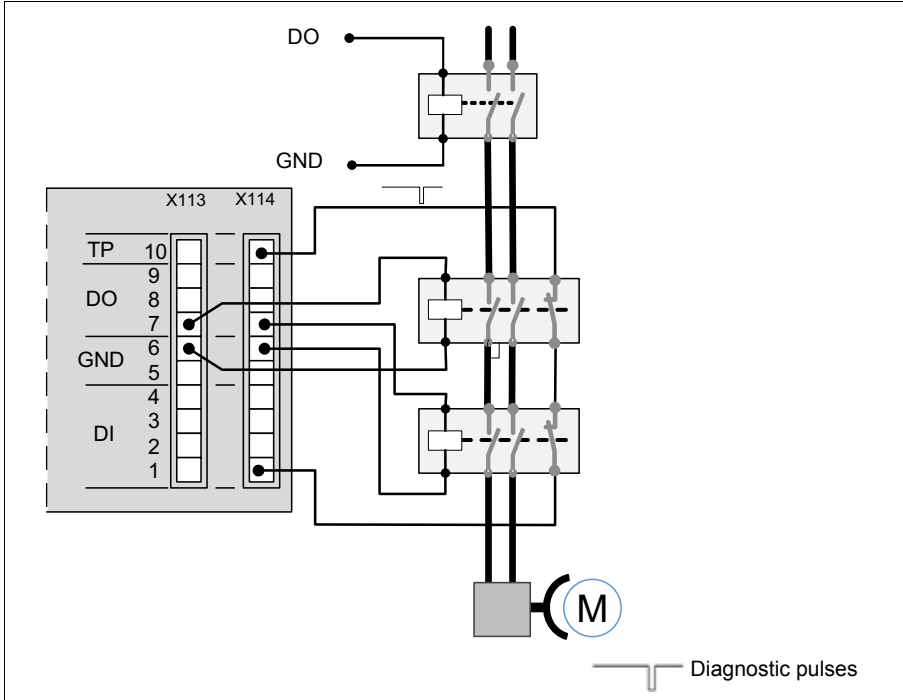 DO
GND
X113 X114
TP 10
9
DO 8
7
GND 6
5
4
DI 3
2
1
M
Diagnostic pulses